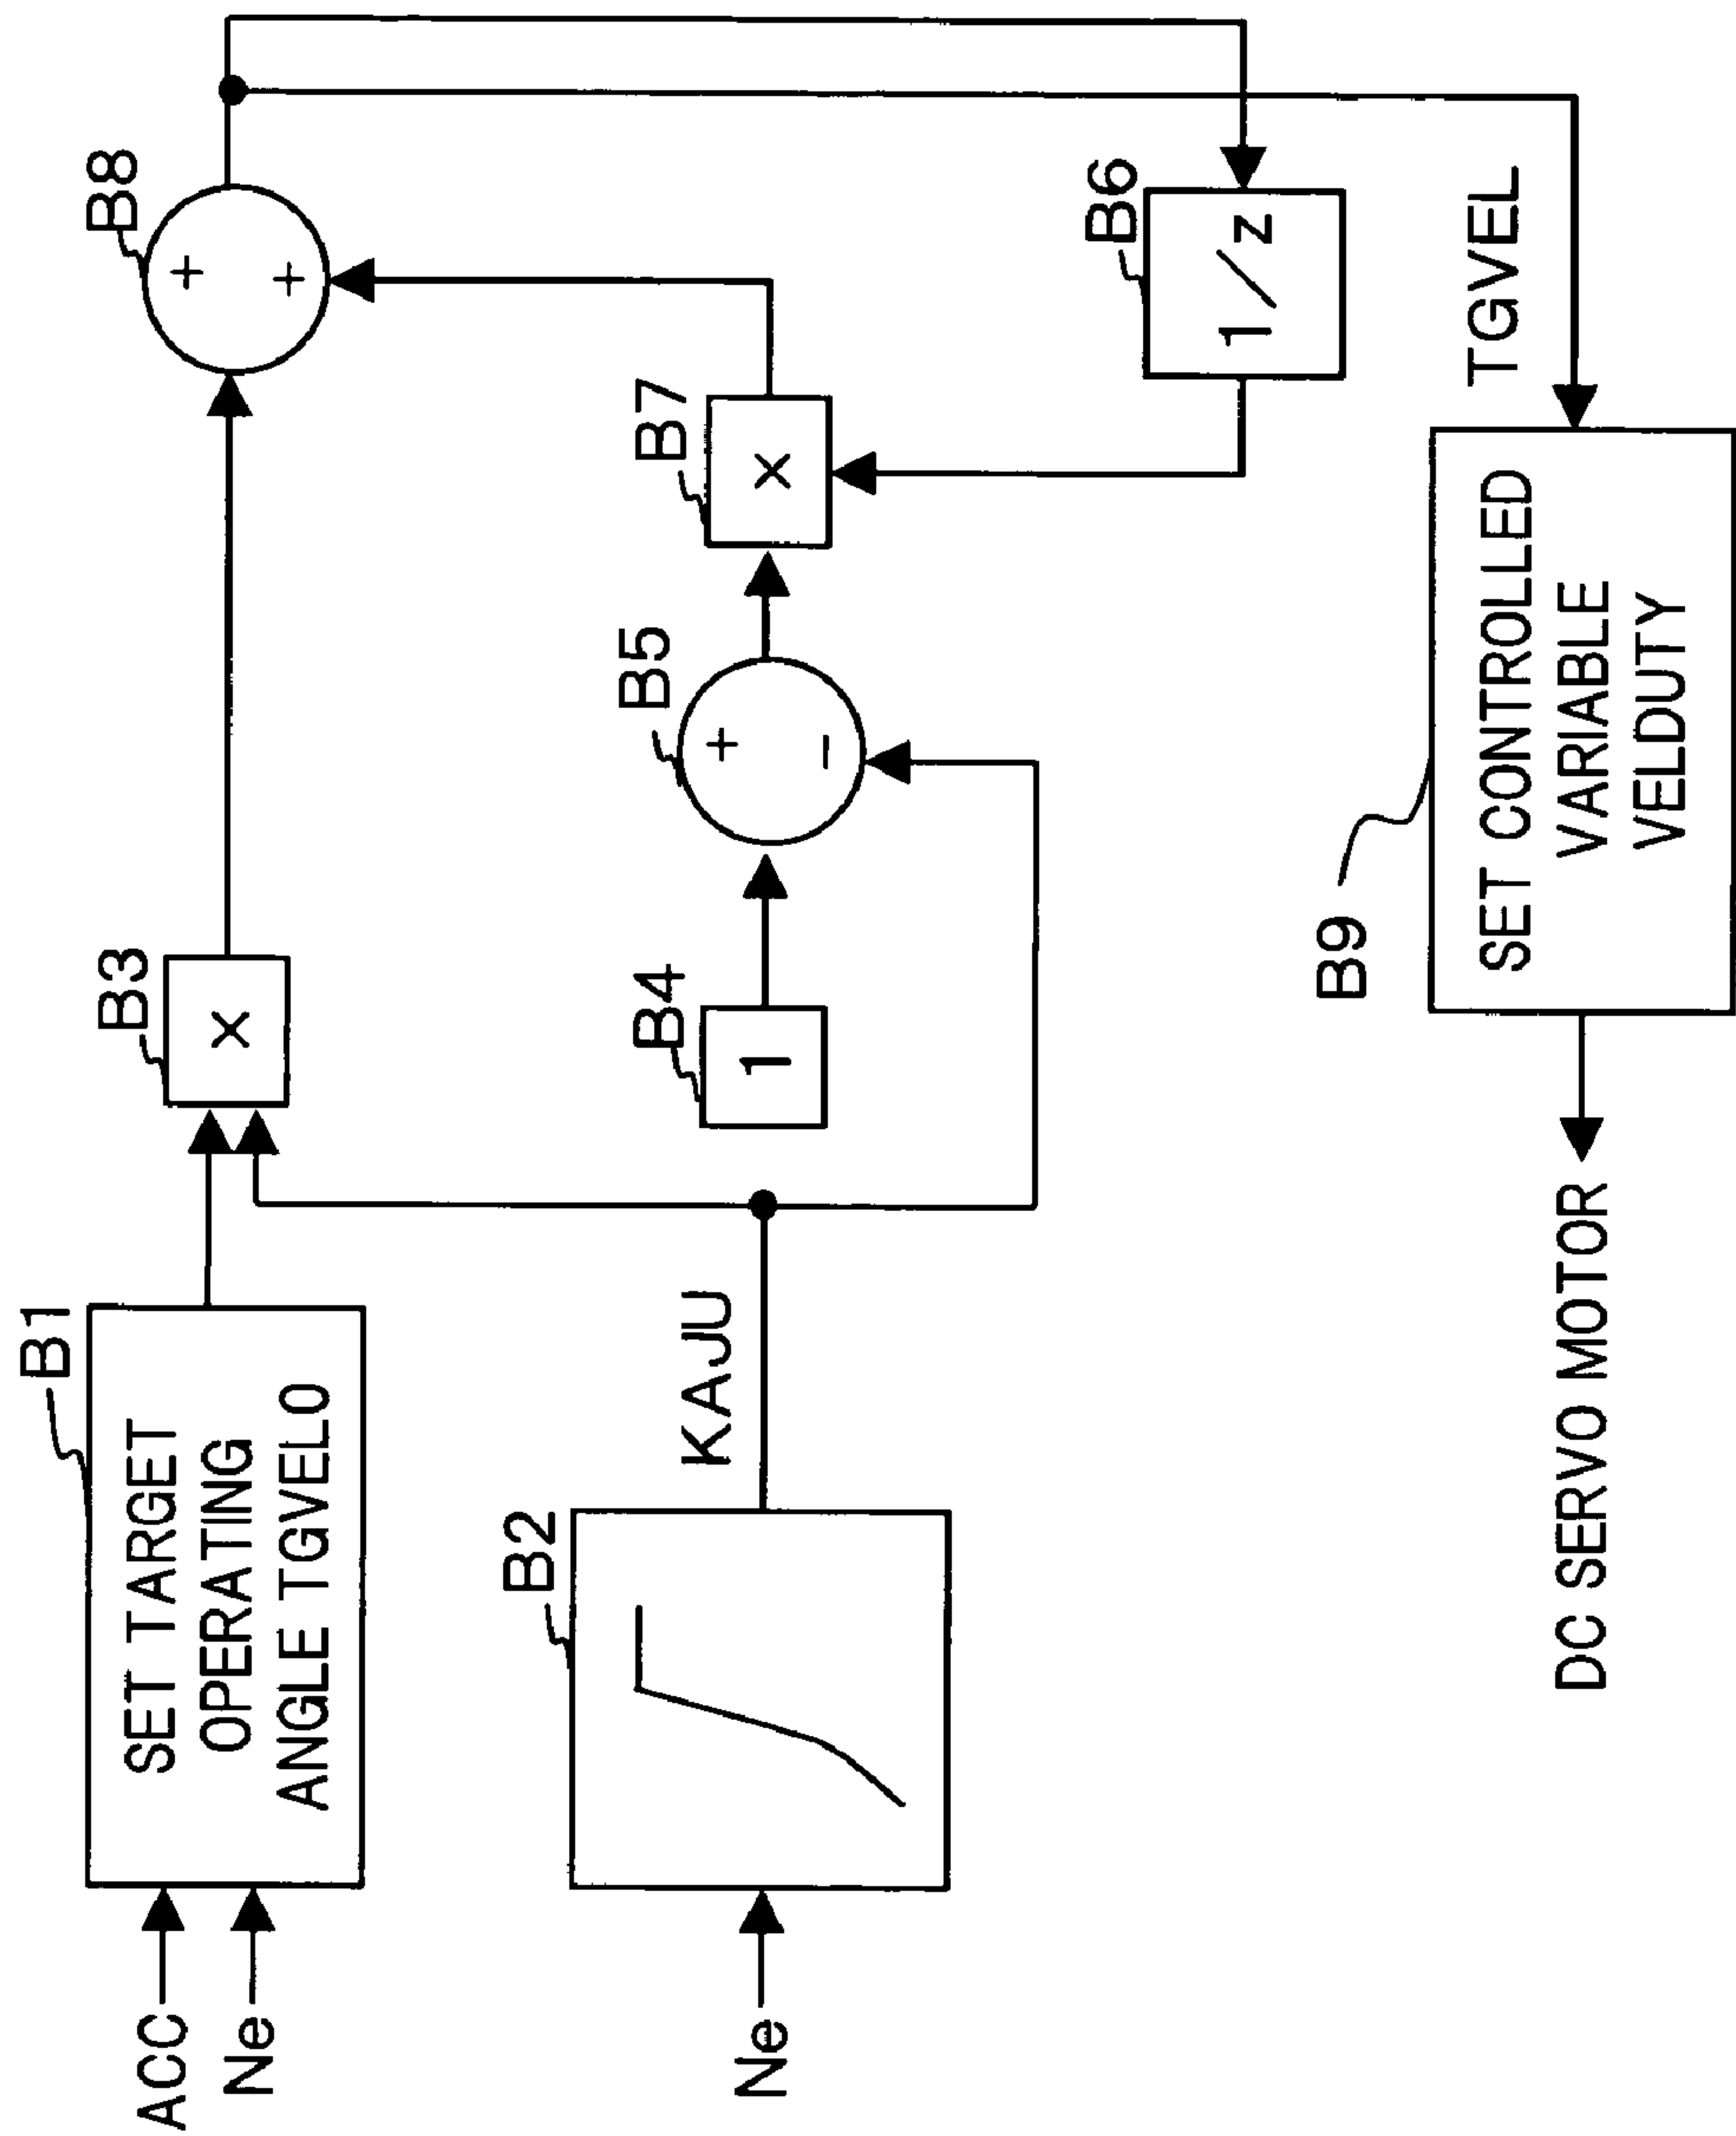 ACC
Ne
B1
SET TARGET
OPERATING
ANGLE TGVEL0
B3
×
B8
+
+
Ne
B2
KAJU
B4
1
B5
+
−
B7
×
B6
1/z
TGVEL
B9
SET CONTROLLED
VARIABLE
VELDUTY
DC SERVO MOTOR